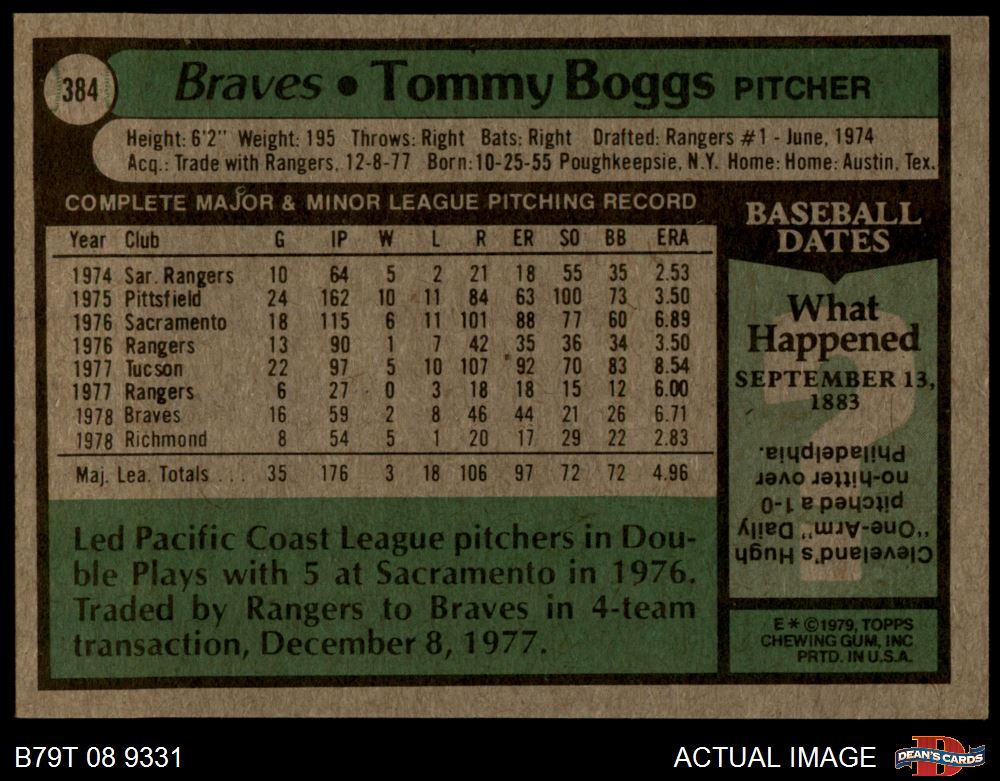 384
Braves • Tommy Boggs PITCHER
Height: 6'2" Weight: 195 Throws: Right Bats: Right Drafted: Rangers #1 - June, 1974
Acq.: Trade with Rangers, 12-8-77 Born: 10-25-55 Poughkeepsie, N.Y. Home: Home: Austin, Tex.
COMPLETE MAJOR & MINOR LEAGUE PITCHING RECORD
Year Club G IP W L R ER SO BB ERA
1974 Sar. Rangers 10 64 5 2 21 18 55 35 2.53
1975 Pittsfield 24 162 10 11 84 63 100 73 3.50
1976 Sacramento 18 115 6 11 101 88 77 60 6.89
1976 Rangers 13 90 1 7 42 35 36 34 3.50
1977 Tucson 22 97 5 10 107 92 70 83 8.54
1977 Rangers 6 27 0 3 18 18 15 12 6.00
1978 Braves 16 59 2 8 46 44 21 26 6.71
1978 Richmond 8 54 5 1 20 17 29 22 2.83
Maj. Lea. Totals ... 35 176 3 18 106 97 72 72 4.96
Led Pacific Coast League pitchers in Dou-
ble Plays with 5 at Sacramento in 1976.
Traded by Rangers to Braves in 4-team
transaction, December 8, 1977.
BASEBALL
DATES
What
Happened
SEPTEMBER 13,
1883
Cleveland's Hugh
"One-Arm" Daily
pitched a 1-0
no-hitter over
Philadelphia.
E * © 1979, TOPPS
CHEWING GUM, INC
PRTD. IN U.S.A.
B79T 08 9331
ACTUAL IMAGE
D
DEAN'S CARDS